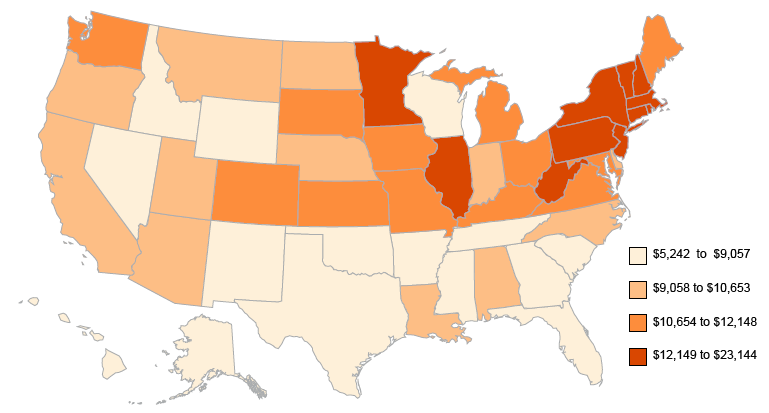 $5,242 to $9,057
$9,058 to $10,653
$10,654 to $12,148
$12,149 to $23,144